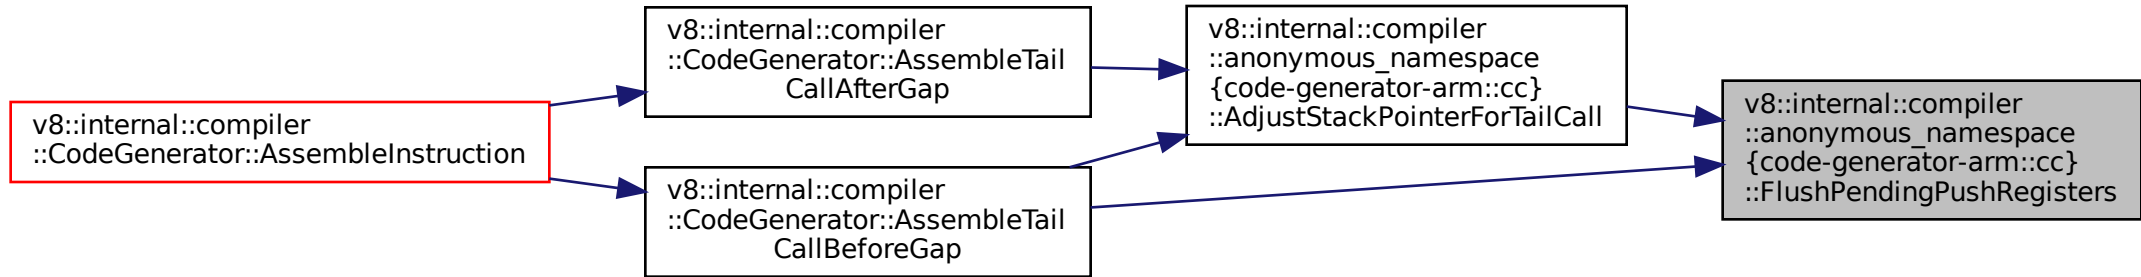 v8::internal::compiler
::CodeGenerator::AssembleInstruction
v8::internal::compiler
::CodeGenerator::AssembleTail
CallAfterGap
v8::internal::compiler
::CodeGenerator::AssembleTail
CallBeforeGap
v8::internal::compiler
::anonymous_namespace
{code-generator-arm::cc}
::AdjustStackPointerForTailCall
v8::internal::compiler
::anonymous_namespace
{code-generator-arm::cc}
::FlushPendingPushRegisters